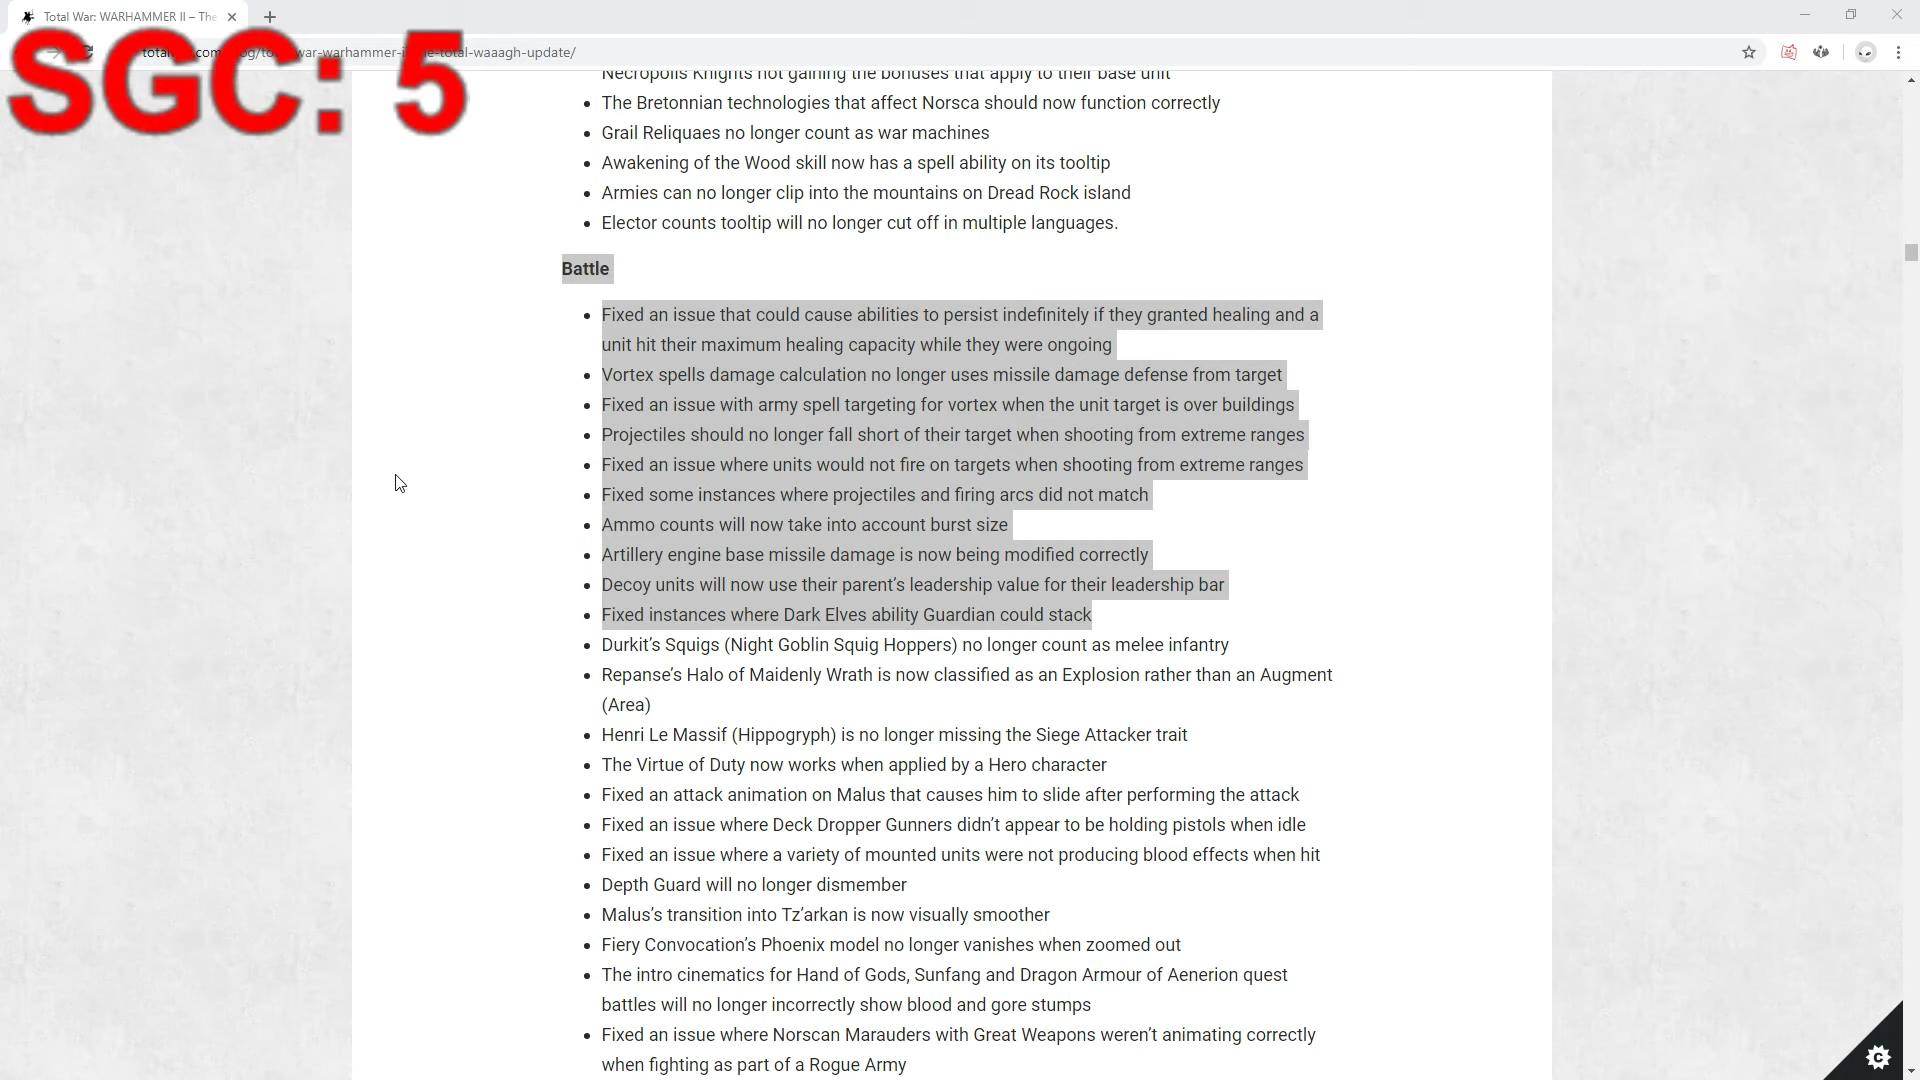 Total War: WARHAMMER II – The
SGC: 5
war-warhammer-i
total-waaagh-update/
Necropolis Knights not gaining the bonuses that apply to their base unit
The Bretonnian technologies that affect Norsca should now function correctly
Grail Reliquaes no longer count as war machines
Awakening of the Wood skill now has a spell ability on its tooltip
Armies can no longer clip into the mountains on Dread Rock island
Elector counts tooltip will no longer cut off in multiple languages.
Battle
Fixed an issue that could cause abilities to persist indefinitely if they granted healing and a
unit hit their maximum healing capacity while they were ongoing
Vortex spells damage calculation no longer uses missile damage defense from target
Fixed an issue with army spell targeting for vortex when the unit target is over buildings
Projectiles should no longer fall short of their target when shooting from extreme ranges
Fixed an issue where units would not fire on targets when shooting from extreme ranges
Fixed some instances where projectiles and firing arcs did not match
Ammo counts will now take into account burst size
Artillery engine base missile damage is now being modified correctly
Decoy units will now use their parent’s leadership value for their leadership bar
Fixed instances where Dark Elves ability Guardian could stack
Durkit’s Squigs (Night Goblin Squig Hoppers) no longer count as melee infantry
Repanse’s Halo of Maidenly Wrath is now classified as an Explosion rather than an Augment
(Area)
Henri Le Massif (Hippogryph) is no longer missing the Siege Attacker trait
The Virtue of Duty now works when applied by a Hero character
Fixed an attack animation on Malus that causes him to slide after performing the attack
Fixed an issue where Deck Dropper Gunners didn’t appear to be holding pistols when idle
Fixed an issue where a variety of mounted units were not producing blood effects when hit
Depth Guard will no longer dismember
Malus’s transition into Tz’arkan is now visually smoother
Fiery Convocation’s Phoenix model no longer vanishes when zoomed out
The intro cinematics for Hand of Gods, Sunfang and Dragon Armour of Aenerion quest
battles will no longer incorrectly show blood and gore stumps
Fixed an issue where Norscan Marauders with Great Weapons weren’t animating correctly
when fighting as part of a Rogue Army